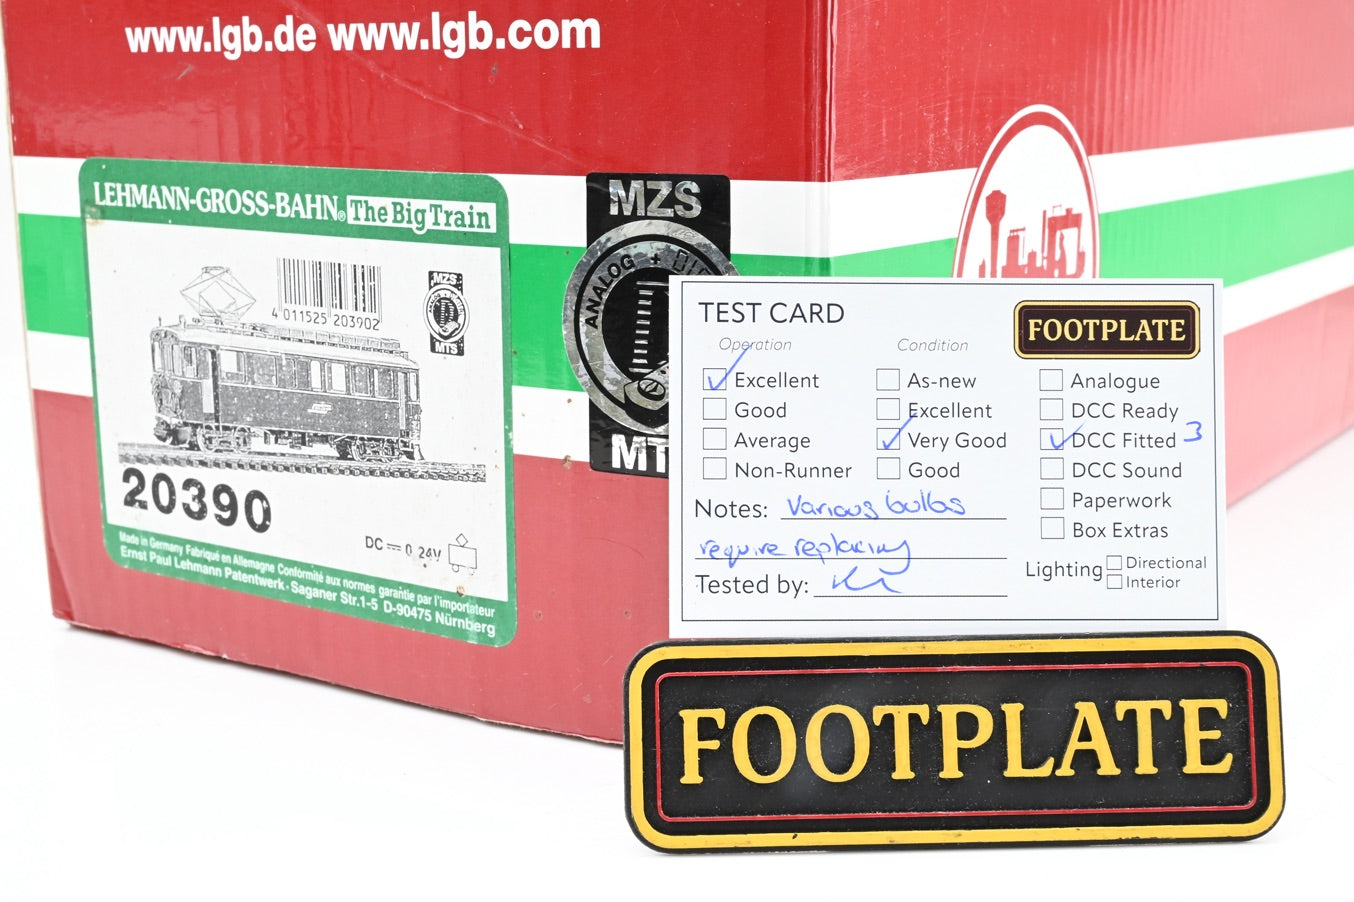 www.lgb.de www.lgb.com
LEHMANN-GROSS-BAHN® The Big Train
4 011525 203902
MZS
MTS
20390
DC 0 24V
Made in Germany Fabriqué en Allemagne Conformité aux normes garantie par l'importateur
Ernst Paul Lehmann Patentwerk · Saganer Str.1-5 D-90475 Nürnberg
MZS
ANALOG + DIG
MT
TEST CARD
FOOTPLATE
Operation
Excellent
Good
Average
Non-Runner
Condition
As-new
Excellent
Very Good
Good
Analogue
DCC Ready
DCC Fitted 3
DCC Sound
Paperwork
Box Extras
Lighting
Directional
Interior
Notes: Various bulbs
require replacing
Tested by:
FOOTPLATE